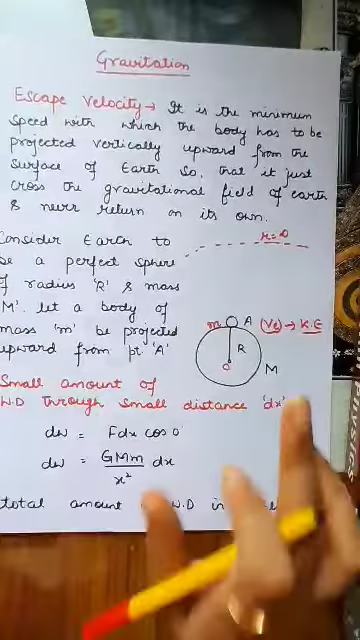 Gravitation
Escape Velocity → It is the minimum
speed with which the body has to be
projected vertically upward from the
surface of Earth so, that it just
cross the gravitational field of earth
& never return on its own.
Consider Earth to
be a perfect sphere
of radius 'R' & mass
'M'. let a body of
mass 'm' be projected
upward from pt. 'A'
r=∞
m A (Ve) → K.E
R
O
M
Small amount of
W.D through small distance 'dx'
dw = Fdx cos 0
dw = GMm/x² dx
total amount W.D in